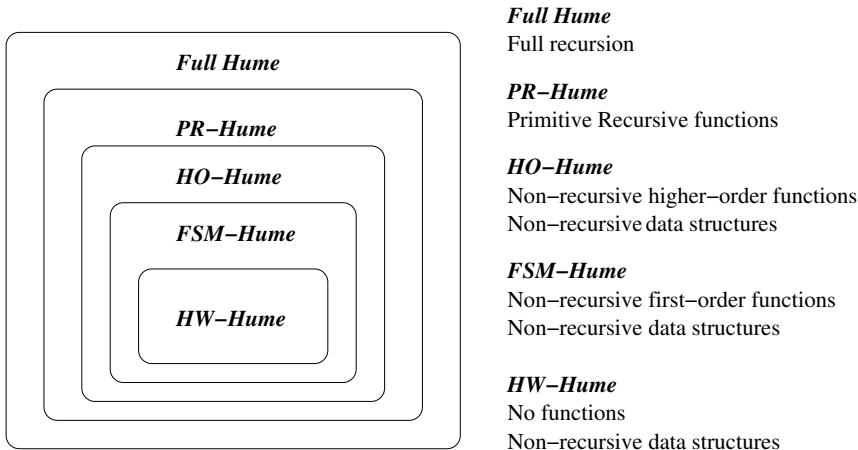 Full Hume
PR−Hume
HO−Hume
FSM−Hume
HW−Hume
Full Hume
Full recursion
PR−Hume
Primitive Recursive functions
HO−Hume
Non−recursive higher−order functions
Non−recursive data structures
FSM−Hume
Non−recursive first−order functions
Non−recursive data structures
HW−Hume
No functions
Non−recursive data structures